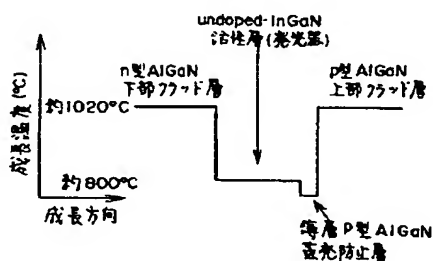 undoped-InGaN
活性層(発光器)
n型AlGaN
下部クラッド層
p型AlGaN
上部クラッド層
成長温度(℃)
約1020℃
約800℃
成長方向
薄層P型AlGaN
蒸発防止層